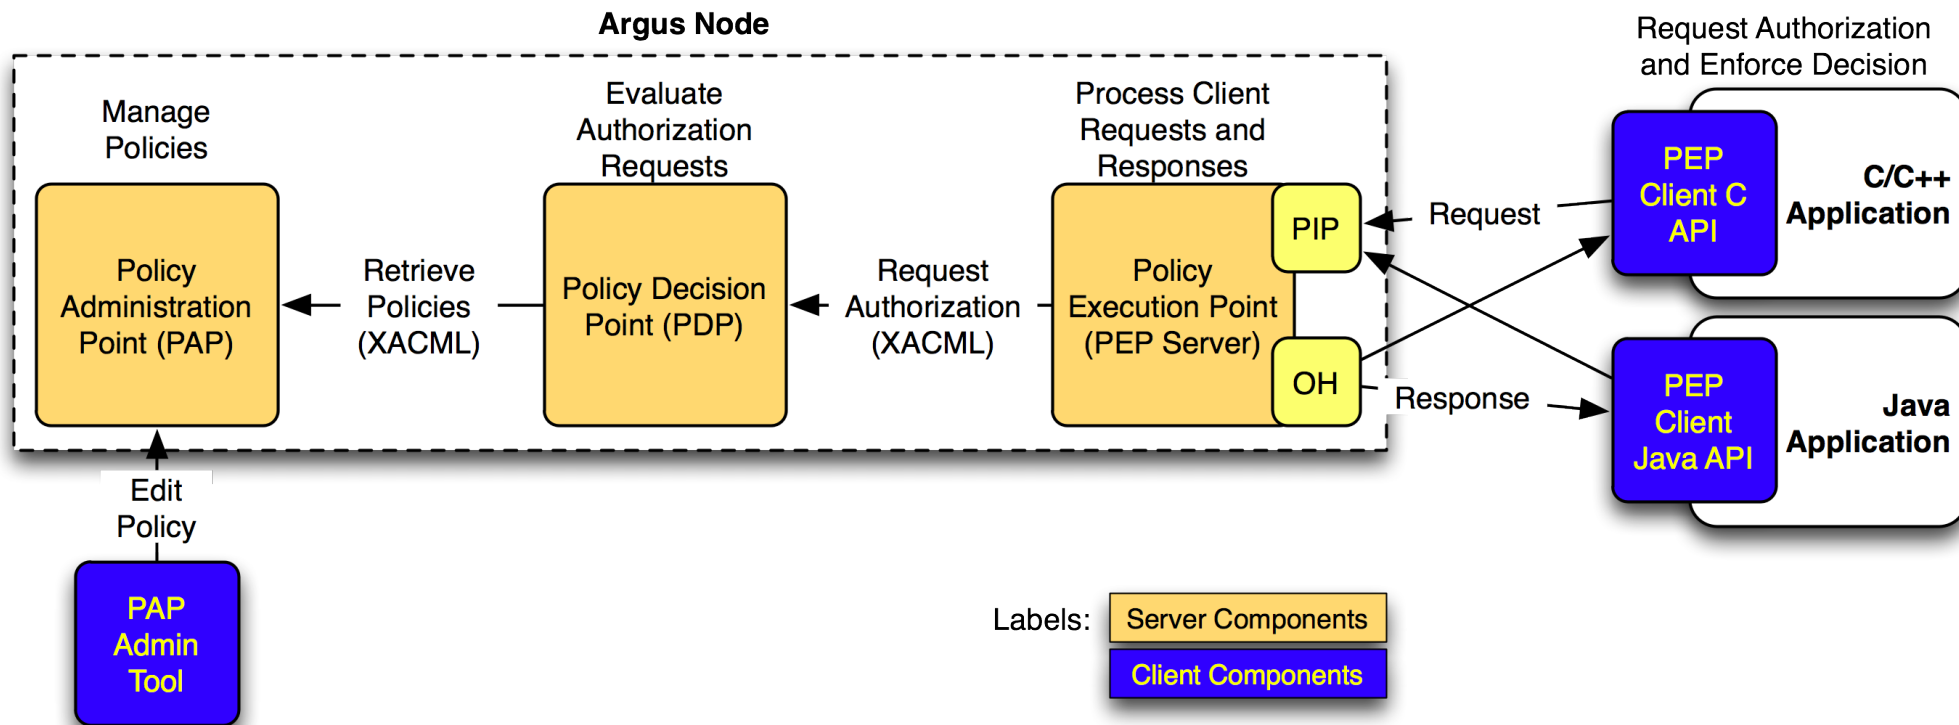 Argus Node
Request Authorization
and Enforce Decision
Manage
Policies
Evaluate
Authorization
Requests
Process Client
Requests and
Responses
Policy
Administration
Point (PAP)
Retrieve
Policies
(XACML)
Policy Decision
Point (PDP)
Request
Authorization
(XACML)
Policy
Execution Point
(PEP Server)
PIP
OH
Request
Response
PEP
Client C
API
C/C++
Application
PEP
Client
Java API
Java
Application
Edit
Policy
PAP
Admin
Tool
Labels:
Server Components
Client Components